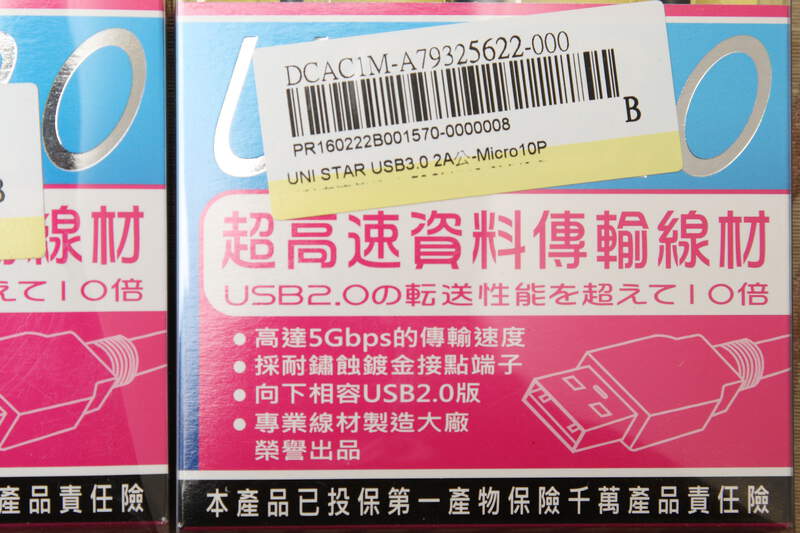 DCAC1M-A79325622-000
B
PR160222B001570-0000008
UNI STAR USB3.0 2A公-Micro10P
超高速資料傳輸線材
USB2.0の転送性能を超えて10倍
● 高達5Gbps的傳輸速度
● 採耐鏽蝕鍍金接點端子
● 向下相容USB2.0版
● 專業線材製造大廠
榮譽出品
本產品已投保第一產物保險千萬產品責任險
線材
えて10倍
產品責任險